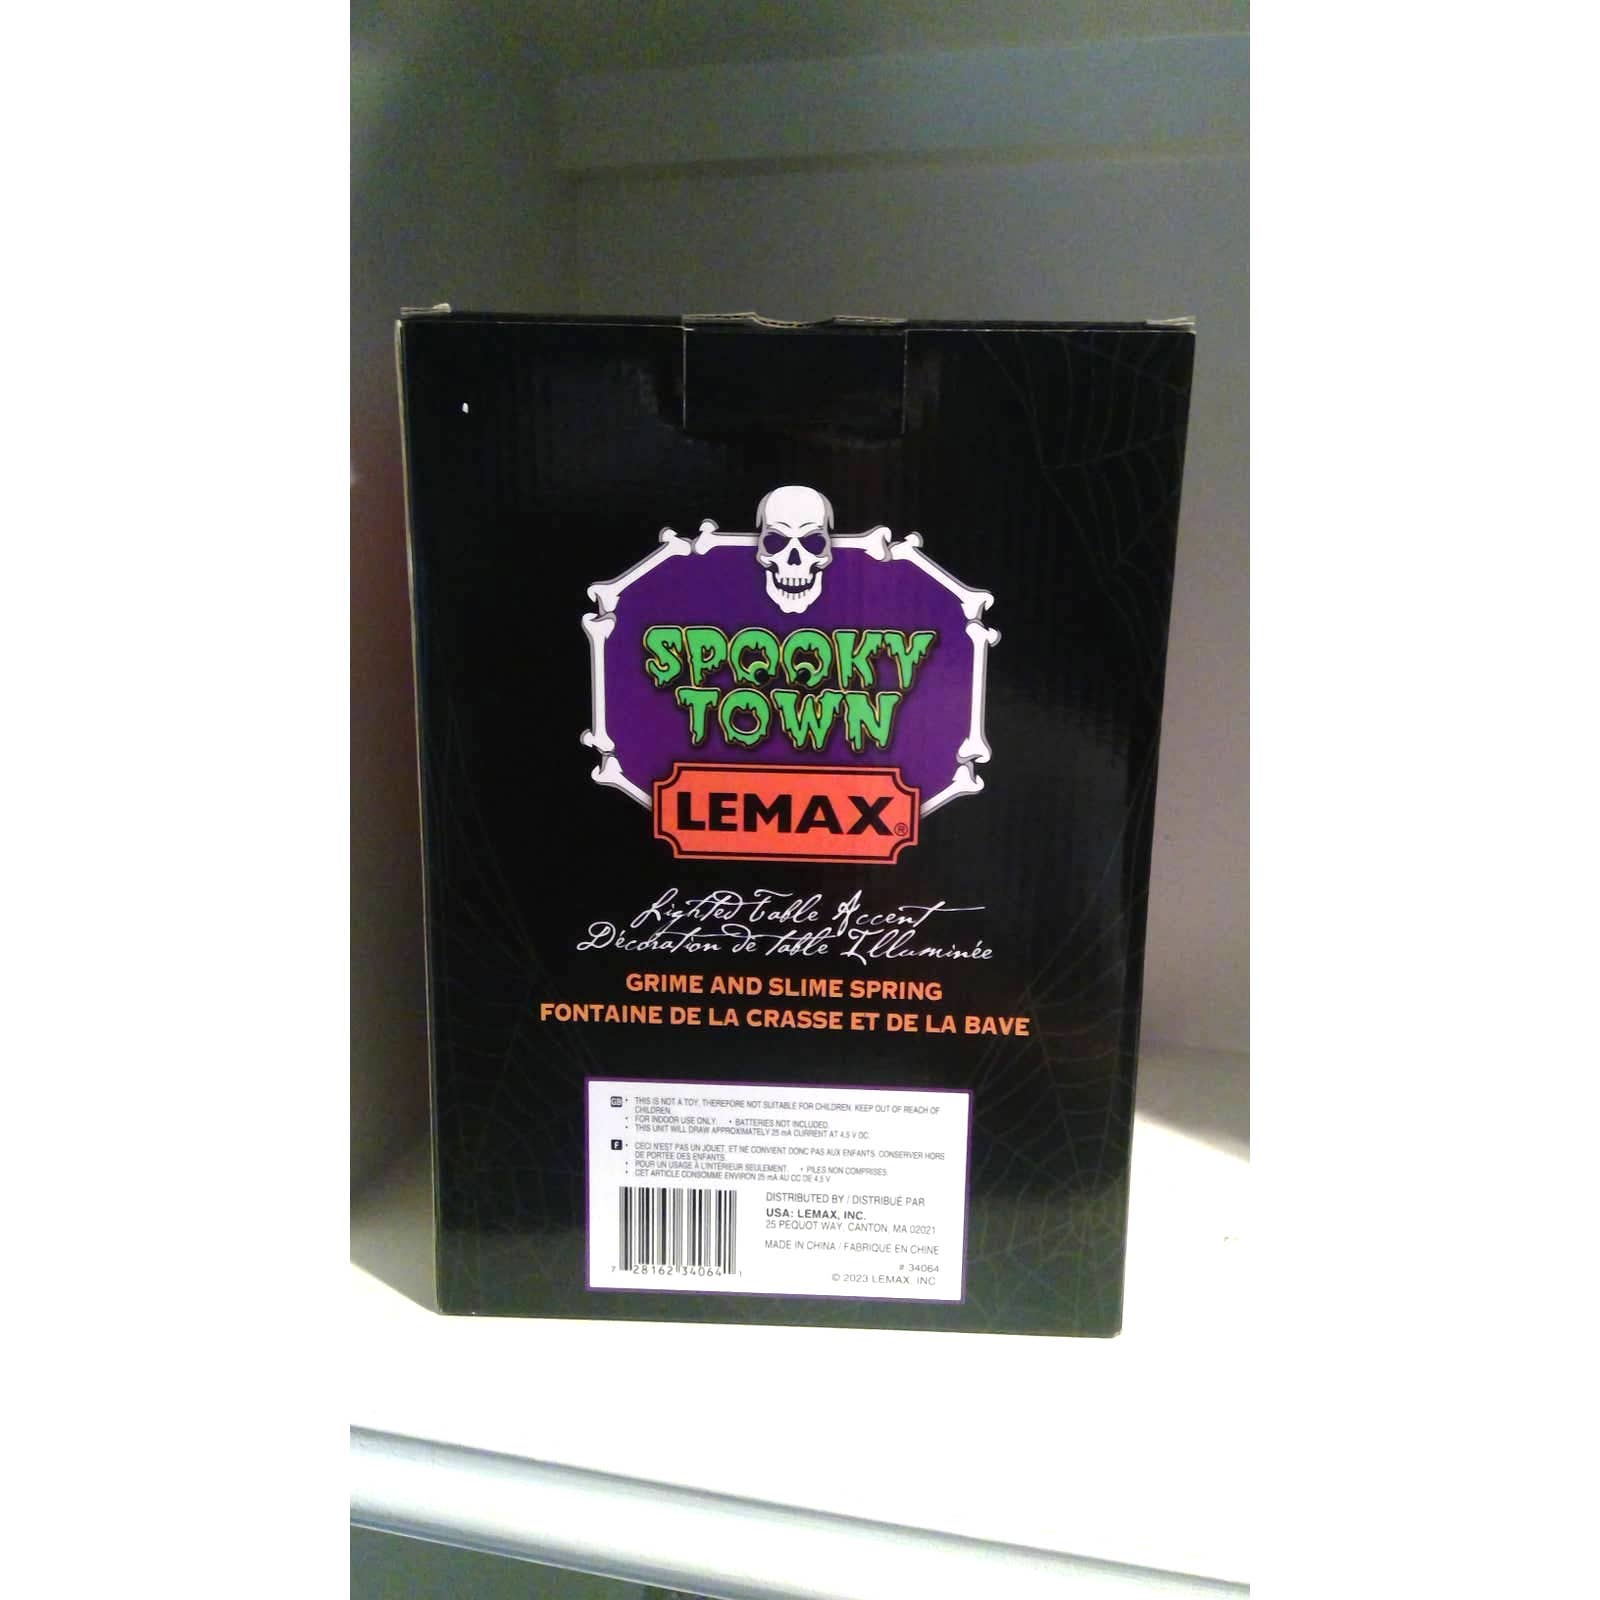 SPOOKY
TOWN
LEMAX®
Lighted Table Accent
Décoration de table Illuminée
GRIME AND SLIME SPRING
FONTAINE DE LA CRASSE ET DE LA BAVE
GB • THIS IS NOT A TOY, THEREFORE NOT SUITABLE FOR CHILDREN. KEEP OUT OF REACH OF
CHILDREN.
• FOR INDOOR USE ONLY. • BATTERIES NOT INCLUDED.
• THIS UNIT WILL DRAW APPROXIMATELY 25 mA CURRENT AT 4.5 V DC.
F • CECI N'EST PAS UN JOUET, ET NE CONVIENT DONC PAS AUX ENFANTS. CONSERVER HORS
DE PORTÉE DES ENFANTS.
• POUR UN USAGE À L'INTÉRIEUR SEULEMENT. • PILES NON COMPRISES.
• CET ARTICLE CONSOMME ENVIRON 25 mA AU CC DE 4,5 V
DISTRIBUTED BY / DISTRIBUÉ PAR
USA: LEMAX, INC.
25 PEQUOT WAY, CANTON, MA 02021
MADE IN CHINA / FABRIQUÉ EN CHINE
# 34064
© 2023 LEMAX, INC
7 28162 34064 1